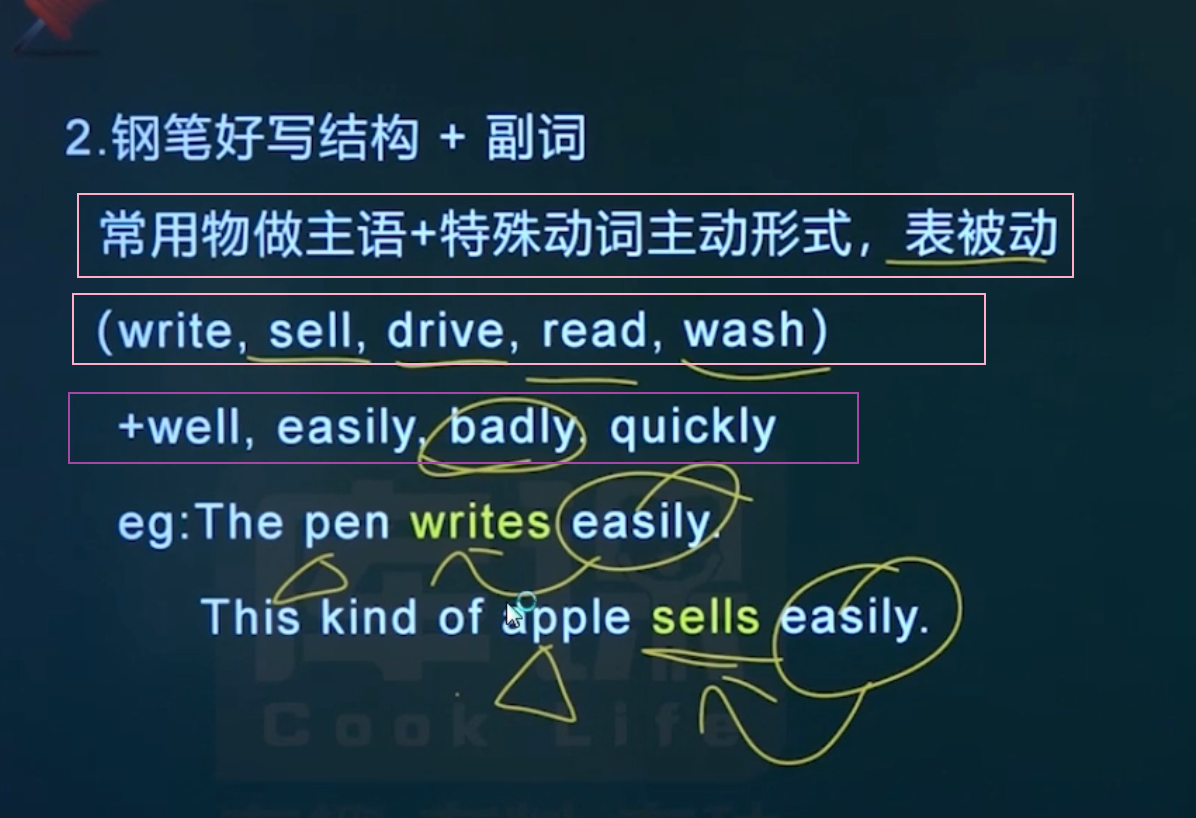 2.钢笔好写结构 + 副词
常用物做主语+特殊动词主动形式，表被动
(write, sell, drive, read, wash)
+well, easily, badly, quickly
eg:The pen writes easily.
This kind of apple sells easily.
Cook Life